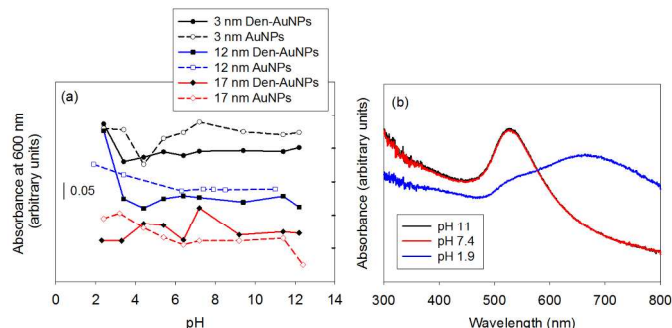 3 nm Den-AuNPs
3 nm AuNPs
12 nm Den-AuNPs
12 nm AuNPs
17 nm Den-AuNPs
17 nm AuNPs
(a)
Absorbance at 600 nm
(arbitrary units)
0.05
0 2 4 6 8 10 12 14
pH
(b)
Absorbance (arbitrary units)
pH 11
pH 7.4
pH 1.9
300 400 500 600 700 800
Wavelength (nm)